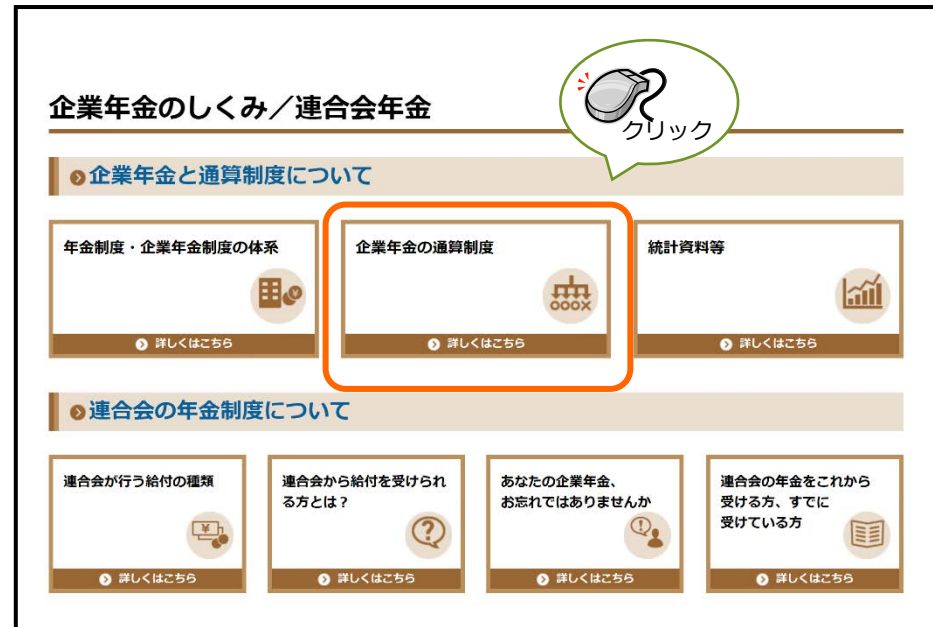 企業年金のしくみ／連合会年金
クリック
企業年金と通算制度について
年金制度・企業年金制度の体系
詳しくはこちら
企業年金の通算制度
OOOX
詳しくはこちら
統計資料等
詳しくはこちら
連合会の年金制度について
連合会が行う給付の種類
¥
詳しくはこちら
連合会から給付を受けられ
る方とは？
?
詳しくはこちら
あなたの企業年金、
お忘れではありませんか
!
詳しくはこちら
連合会の年金をこれから
受ける方、すでに
受けている方
詳しくはこちら